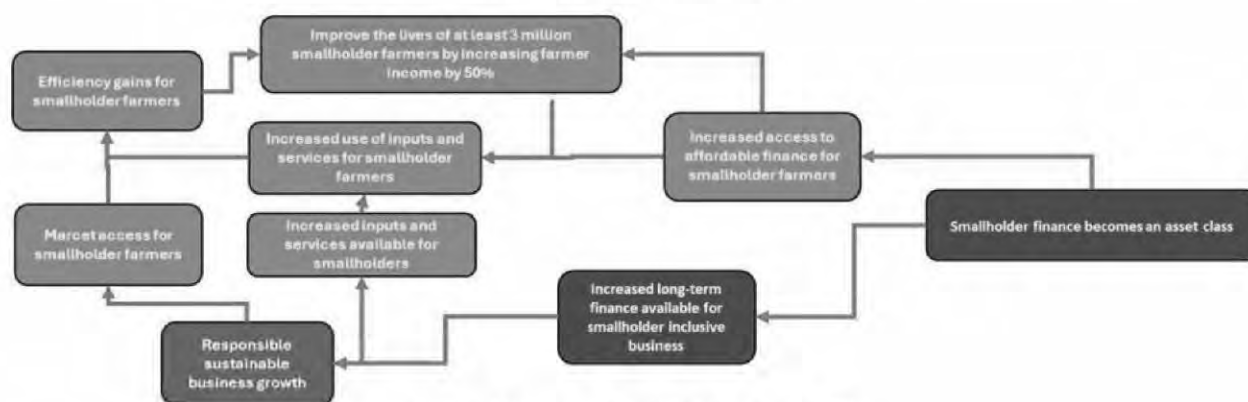 Improve the lives of at least 3 million
smallholder farmers by increasing farmer
income by 50%
Efficiency gains for
smallholder farmers
Increased use of inputs and
services for smallholder
farmers
Increased access to
affordable finance for
smallholder farmers
Marcet access for
smallholder farmers
Increased inputs and
services available for
smallholders
Smallholder finance becomes an asset class
Increased long-term
finance available for
smallholder inclusive
business
Responsible
sustainable
business growth